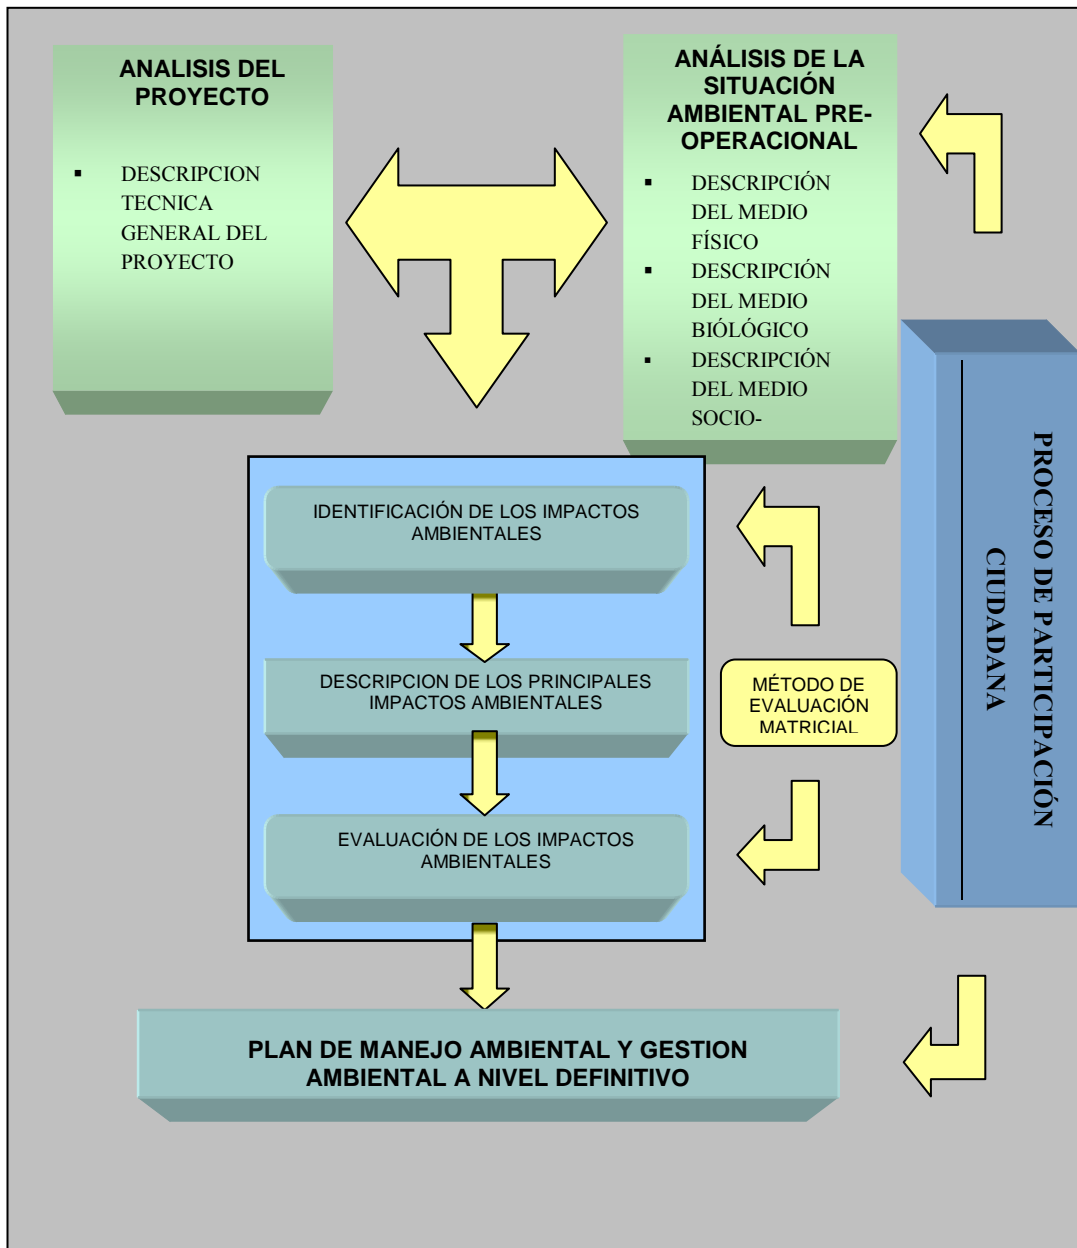 ANALISIS DEL
PROYECTO
▪ DESCRIPCION
TECNICA
GENERAL DEL
PROYECTO
ANÁLISIS DE LA
SITUACIÓN
AMBIENTAL PRE-
OPERACIONAL
▪ DESCRIPCIÓN
DEL MEDIO
FÍSICO
▪ DESCRIPCIÓN
DEL MEDIO
BIÓLÓGICO
▪ DESCRIPCIÓN
DEL MEDIO
SOCIO-
IDENTIFICACIÓN DE LOS IMPACTOS
AMBIENTALES
DESCRIPCION DE LOS PRINCIPALES
IMPACTOS AMBIENTALES
EVALUACIÓN DE LOS IMPACTOS
AMBIENTALES
MÉTODO DE
EVALUACIÓN
MATRICIAL
PROCESO DE PARTICIPACIÓN
CIUDADANA
PLAN DE MANEJO AMBIENTAL Y GESTION
AMBIENTAL A NIVEL DEFINITIVO